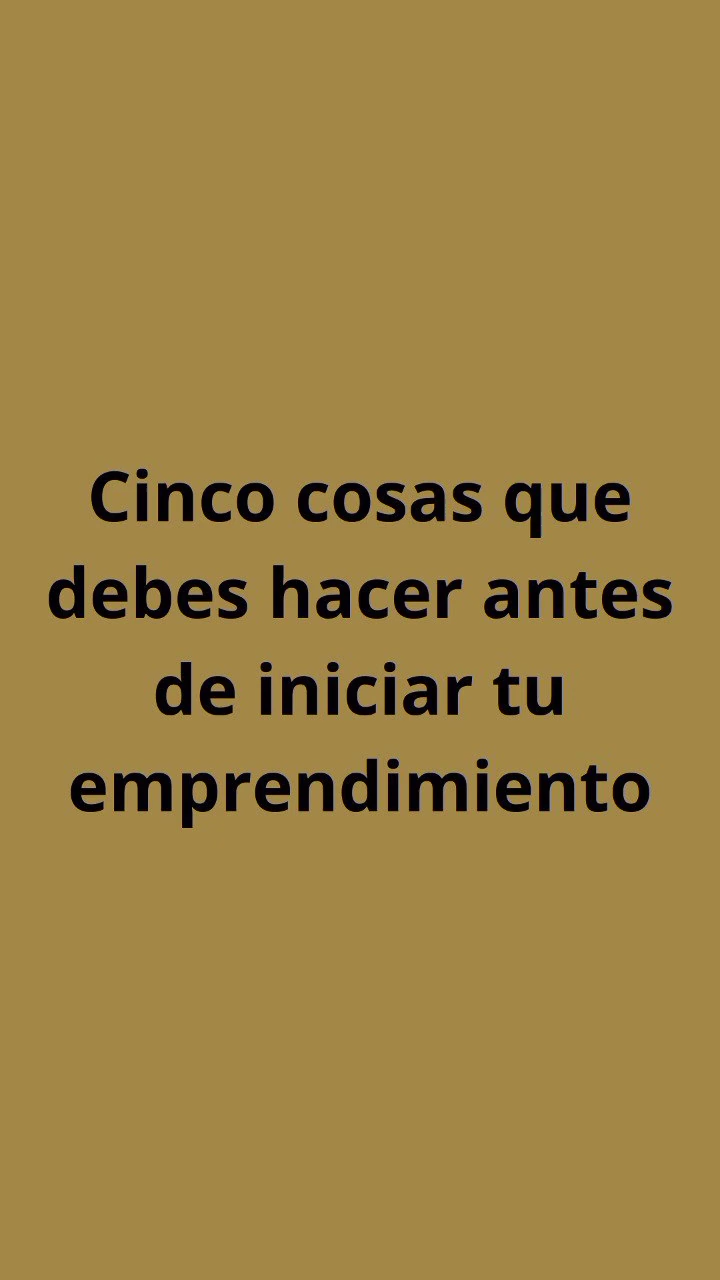 Cinco cosas que
debes hacer antes
de iniciar tu
emprendimiento